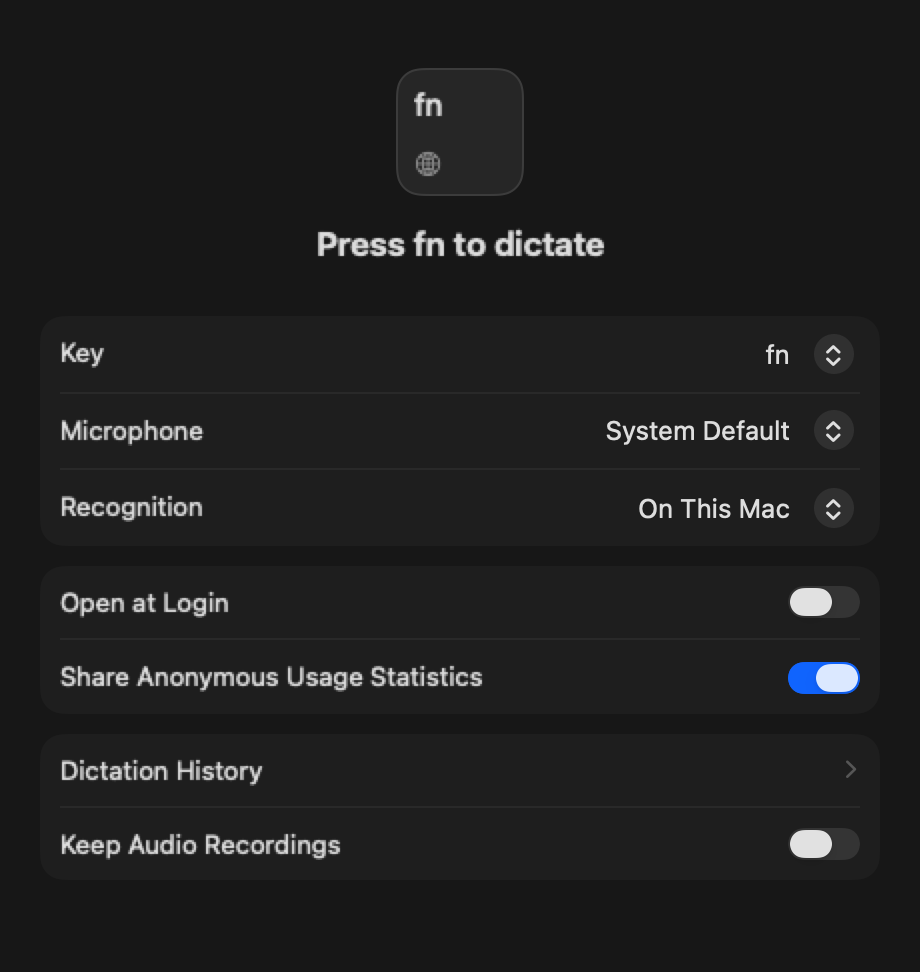 fn
Press fn to dictate
Key fn
Microphone System Default
Recognition On This Mac
Open at Login
Share Anonymous Usage Statistics
Dictation History
Keep Audio Recordings